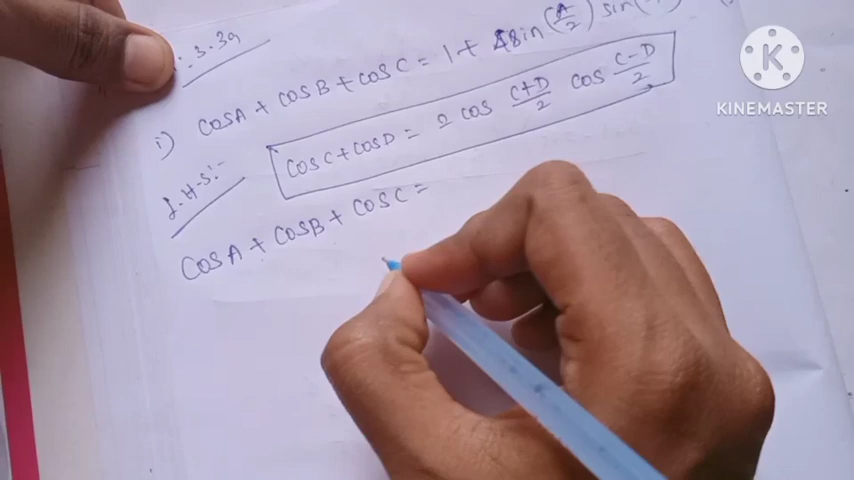 3.39
i) cosA + cosB + cosC = 1 + 4sin(A/2) sin(
cosC + cosD = 2 cos (C+D)/2 cos (C-D)/2
L.H.S:-
cosA + cosB + cosC =
K
KINEMASTER